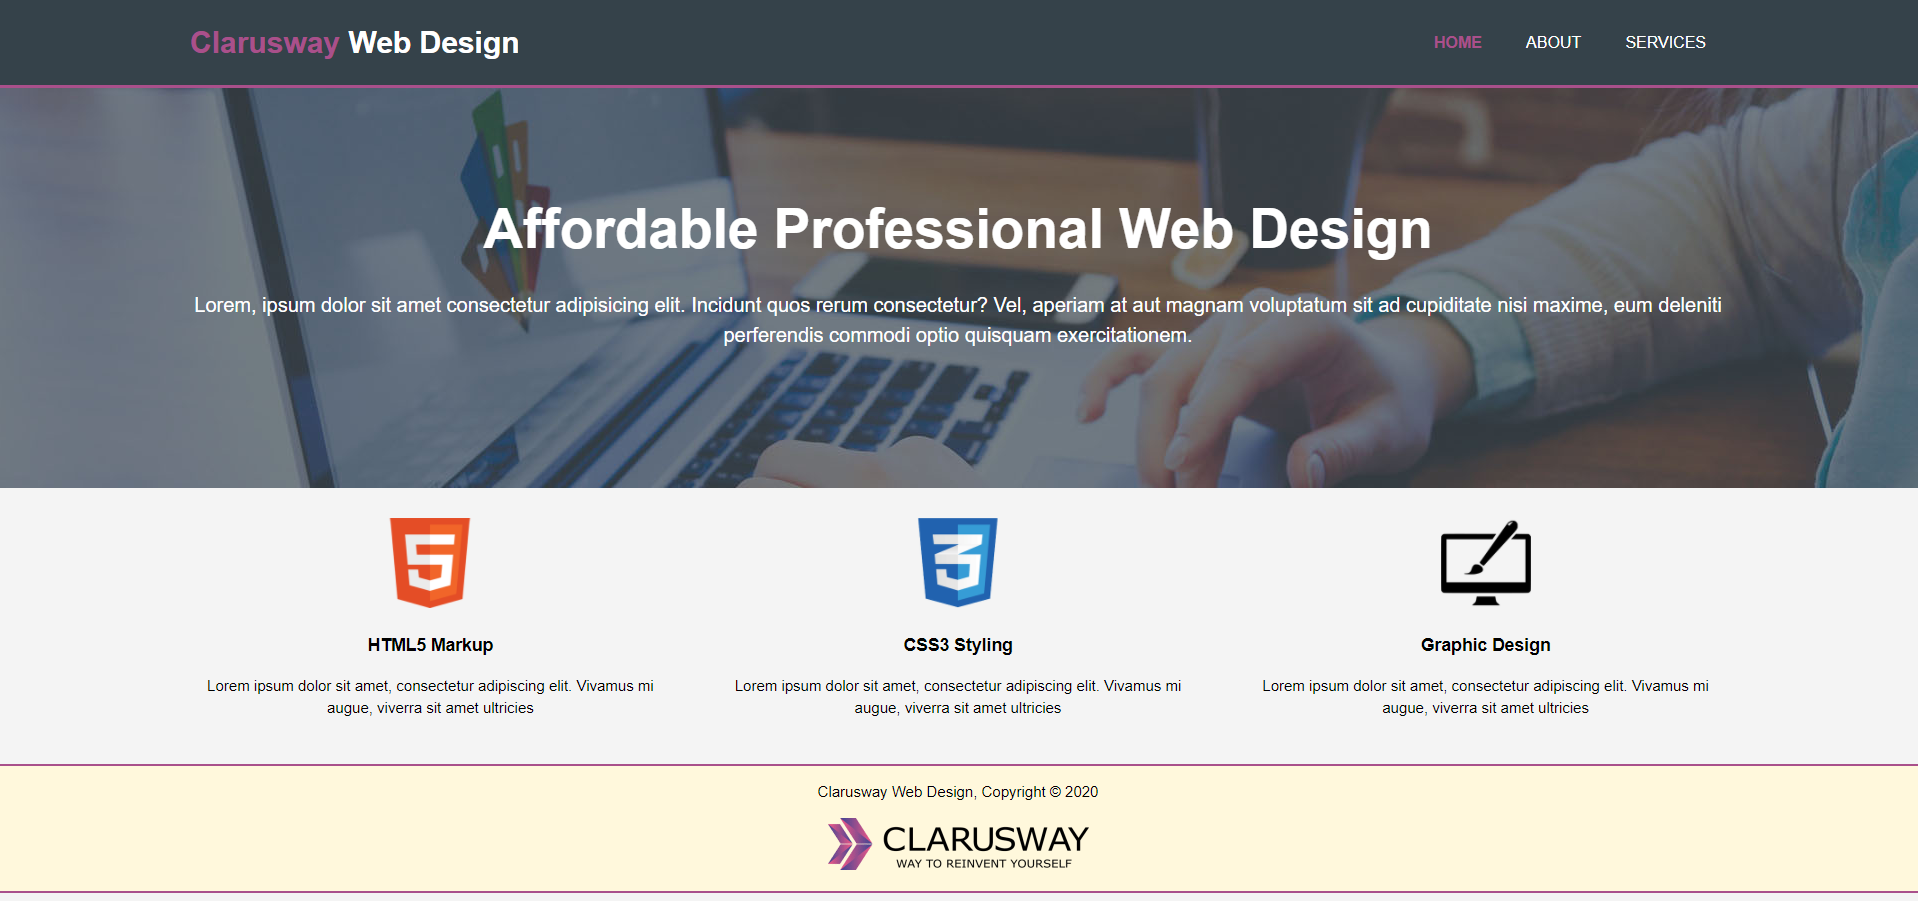 Clarusway Web Design
HOME ABOUT SERVICES
Affordable Professional Web Design
Lorem, ipsum dolor sit amet consectetur adipisicing elit. Incidunt quos rerum consectetur? Vel, aperiam at aut magnam voluptatum sit ad cupiditate nisi maxime, eum deleniti
perferendis commodi optio quisquam exercitationem.
5
HTML5 Markup
Lorem ipsum dolor sit amet, consectetur adipiscing elit. Vivamus mi
augue, viverra sit amet ultricies
3
CSS3 Styling
Lorem ipsum dolor sit amet, consectetur adipiscing elit. Vivamus mi
augue, viverra sit amet ultricies
Graphic Design
Lorem ipsum dolor sit amet, consectetur adipiscing elit. Vivamus mi
augue, viverra sit amet ultricies
Clarusway Web Design, Copyright © 2020
CLARUSWAY
WAY TO REINVENT YOURSELF